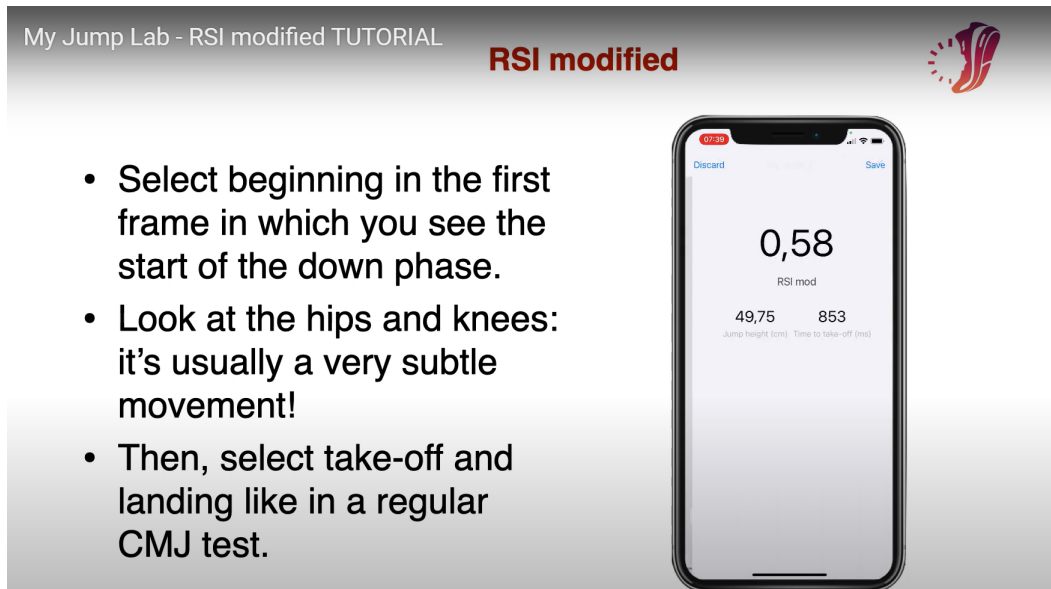 My Jump Lab - RSI modified TUTORIAL
RSI modified
• Select beginning in the first
frame in which you see the
start of the down phase.
• Look at the hips and knees:
it's usually a very subtle
movement!
• Then, select take-off and
landing like in a regular
CMJ test.
07:39
Discard
Save
0,58
RSI mod
49,75 853
Jump height (cm) Time to take-off (ms)